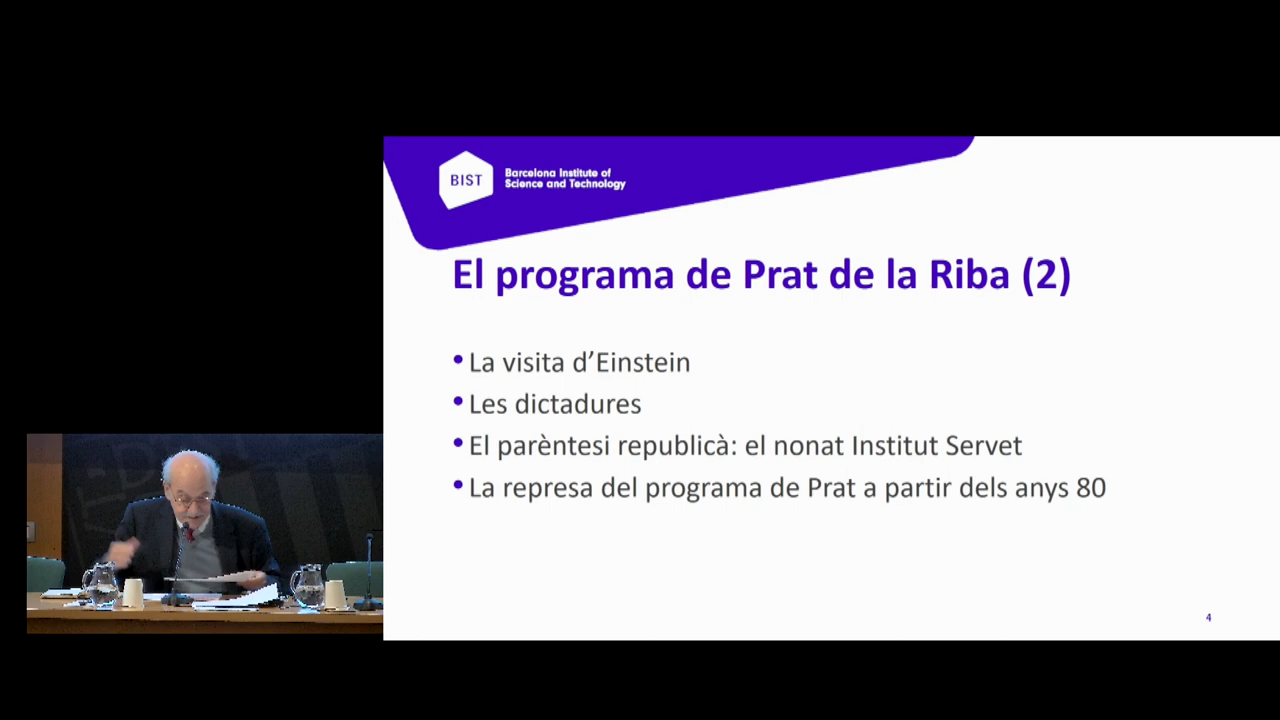 BIST
Barcelona Institute of
Science and Technology
El programa de Prat de la Riba (2)
•La visita d’Einstein
•Les dictadures
•El parèntesi republicà: el nonat Institut Servet
•La represa del programa de Prat a partir dels anys 80
4